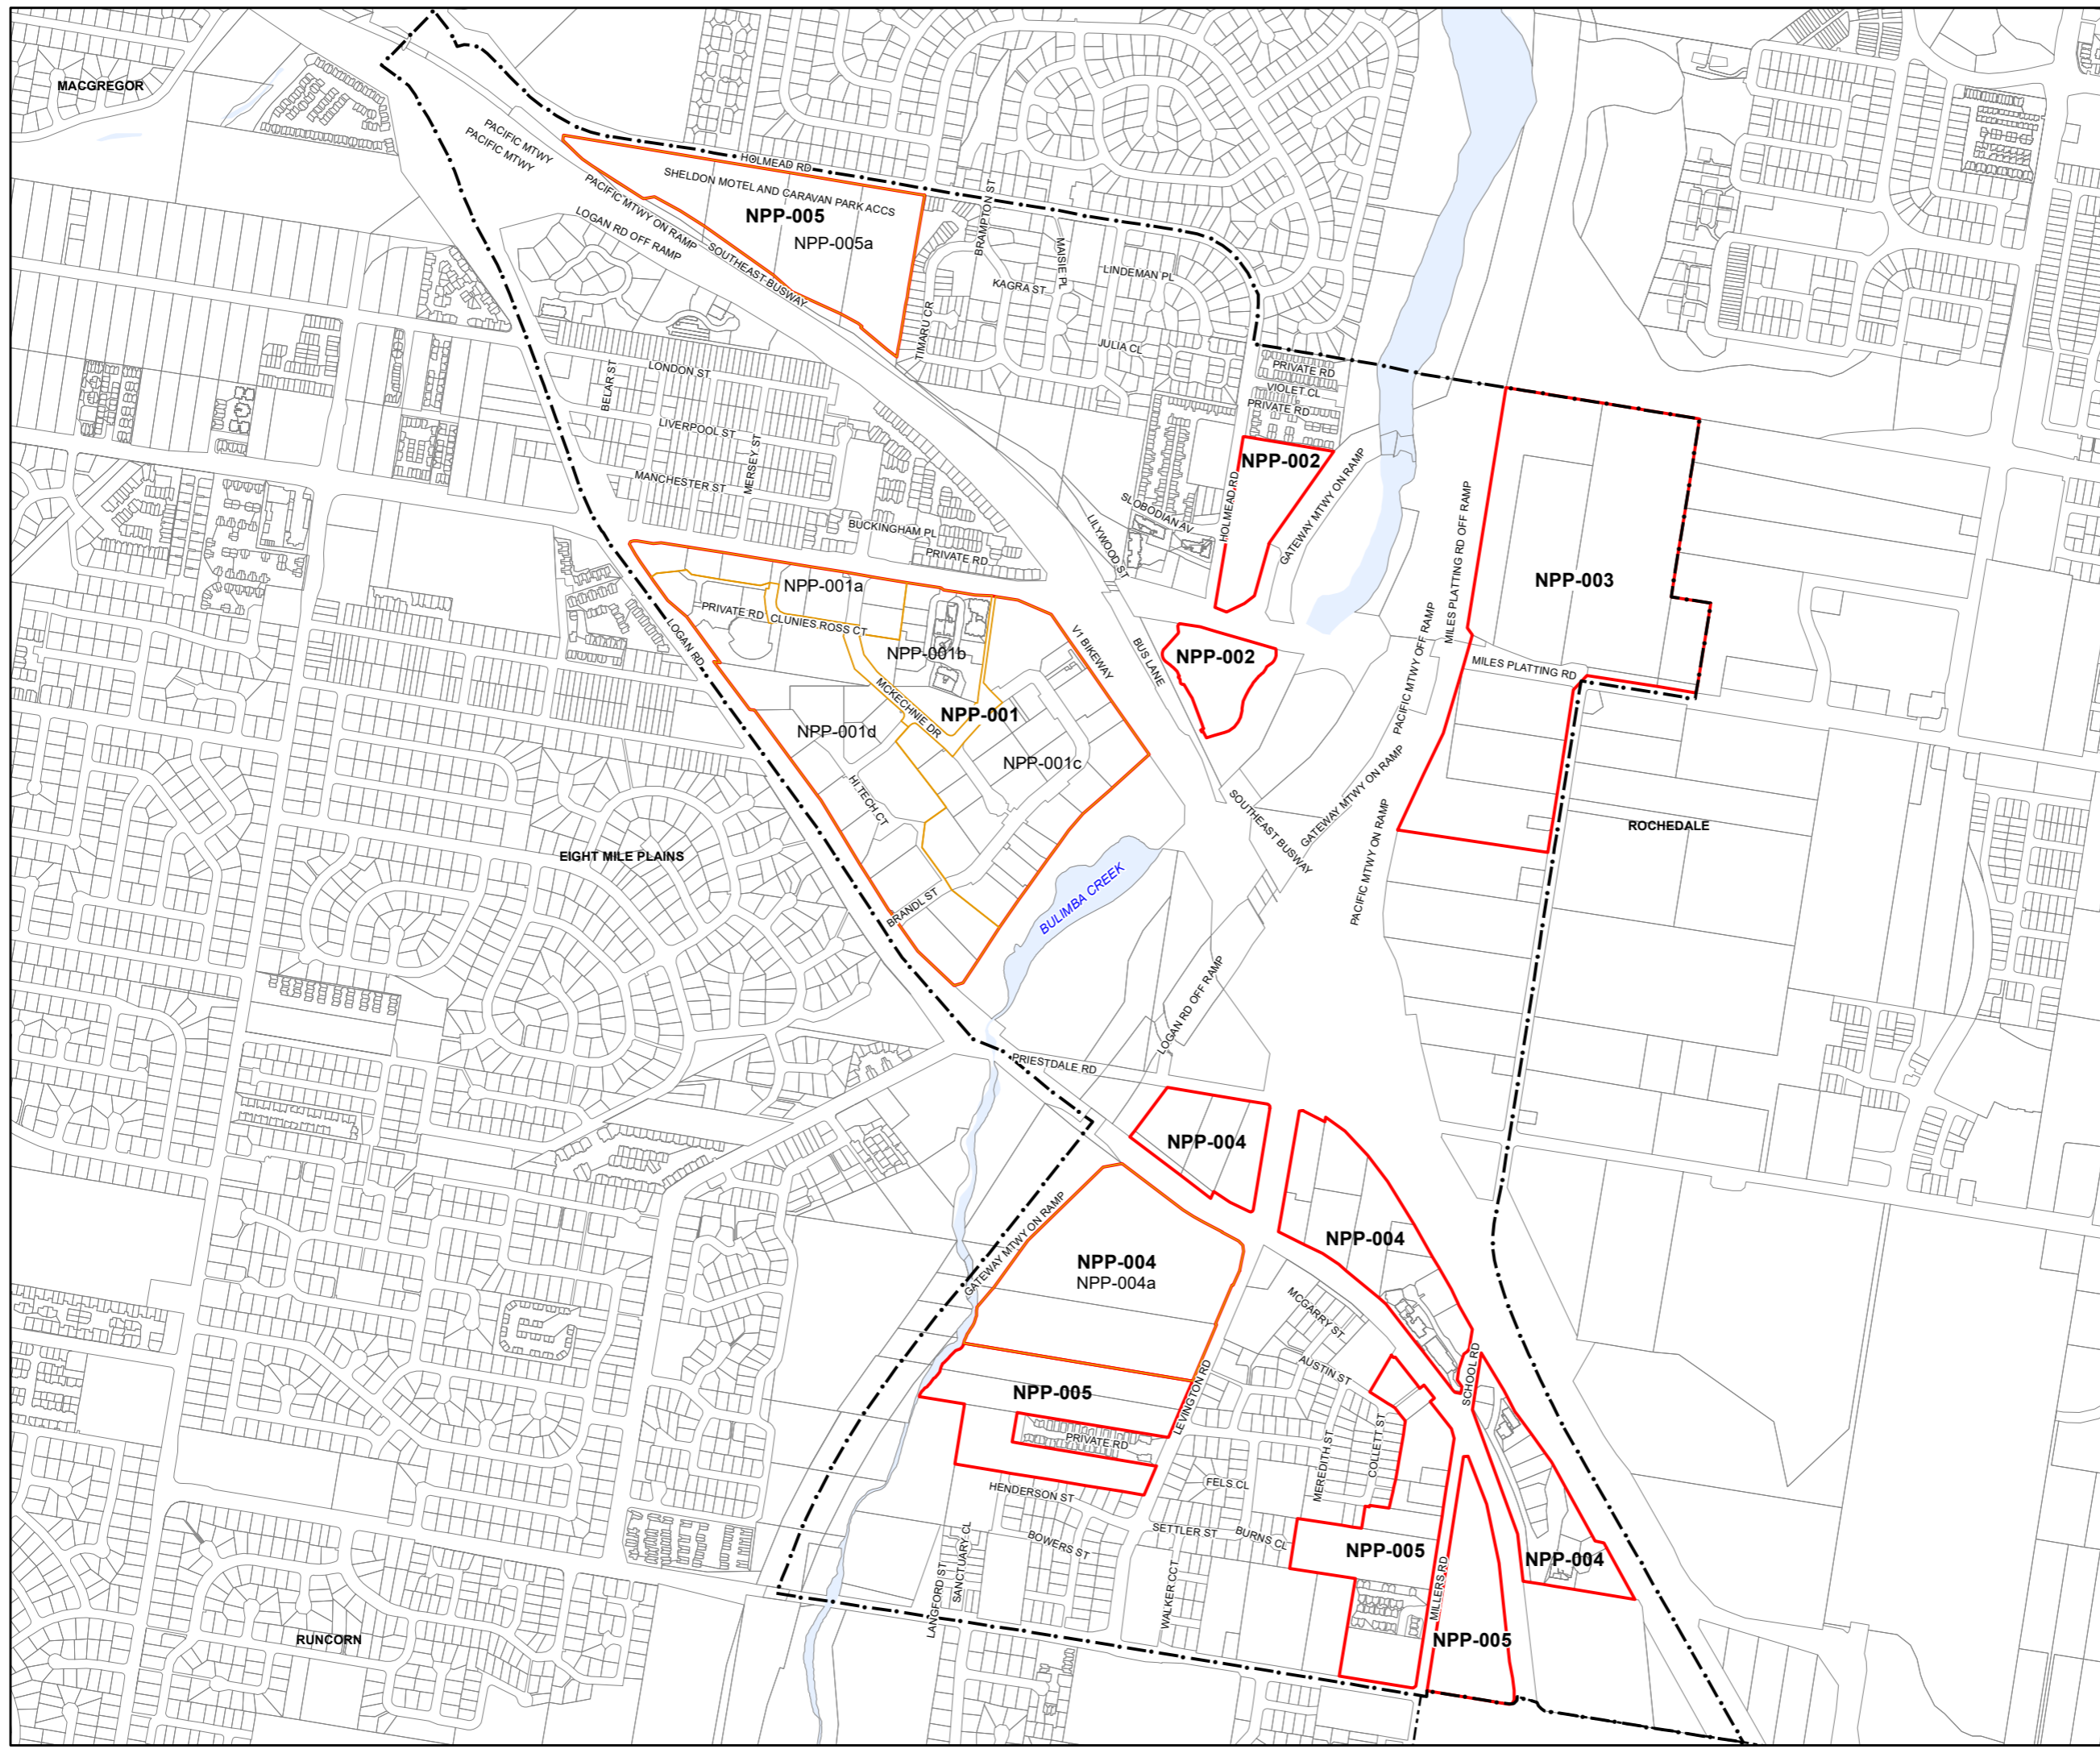 MACGREGOR
PACIFIC MTWY
PACIFIC MTWY
HOLMEAD RD
SHELDON MOTEL AND CARAVAN PARK ACCS
PACIFIC MTWY ON RAMP
LOGAN RD OFF RAMP
SOUTHEAST BUSWAY
NPP-005
NPP-005a
BRAMPTON ST
MAISIE PL
LINDEMAN PL
KAGRA ST
TIMARU CR
JULIA CL
PRIVATE RD
VIOLET CL
PRIVATE RD
LONDON ST
BELAR ST
LIVERPOOL ST
MERSEY ST
MANCHESTER ST
BUCKINGHAM PL
PRIVATE RD
NPP-002
HOLMEAD RD
GATEWAY MTWY ON RAMP
SLOBODIAN AV
LILYWOOD ST
MILES PLATTING RD OFF RAMP
NPP-003
NPP-001a
PRIVATE RD
CLUNIES ROSS CT
LOGAN RD
NPP-001b
V1 BIKEWAY
BUS LANE
NPP-002
PACIFIC MTWY OFF RAMP
MILES PLATTING RD
MCKECHNIE DR
NPP-001
NPP-001d
NPP-001c
HI TECH CT
SOUTHEAST BUSWAY
GATEWAY MTWY ON RAMP
PACIFIC MTWY ON RAMP
ROCHEDALE
EIGHT MILE PLAINS
BRANDL ST
BULIMBA CREEK
LOGAN RD OFF RAMP
PRIESTDALE RD
NPP-004
GATEWAY MTWY ON RAMP
NPP-004
NPP-004
NPP-004a
MCGARRY ST
AUSTIN ST
SCHOOL RD
LEVINGTON RD
NPP-005
PRIVATE RD
COLLETT ST
MEREDITH ST
HENDERSON ST
FELS CL
BOWERS ST
SETTLER ST
BURNS CL
NPP-005
NPP-004
SANCTUARY CL
LANGFORD ST
WALKER CCT
MILLERS RD
RUNCORN
NPP-005